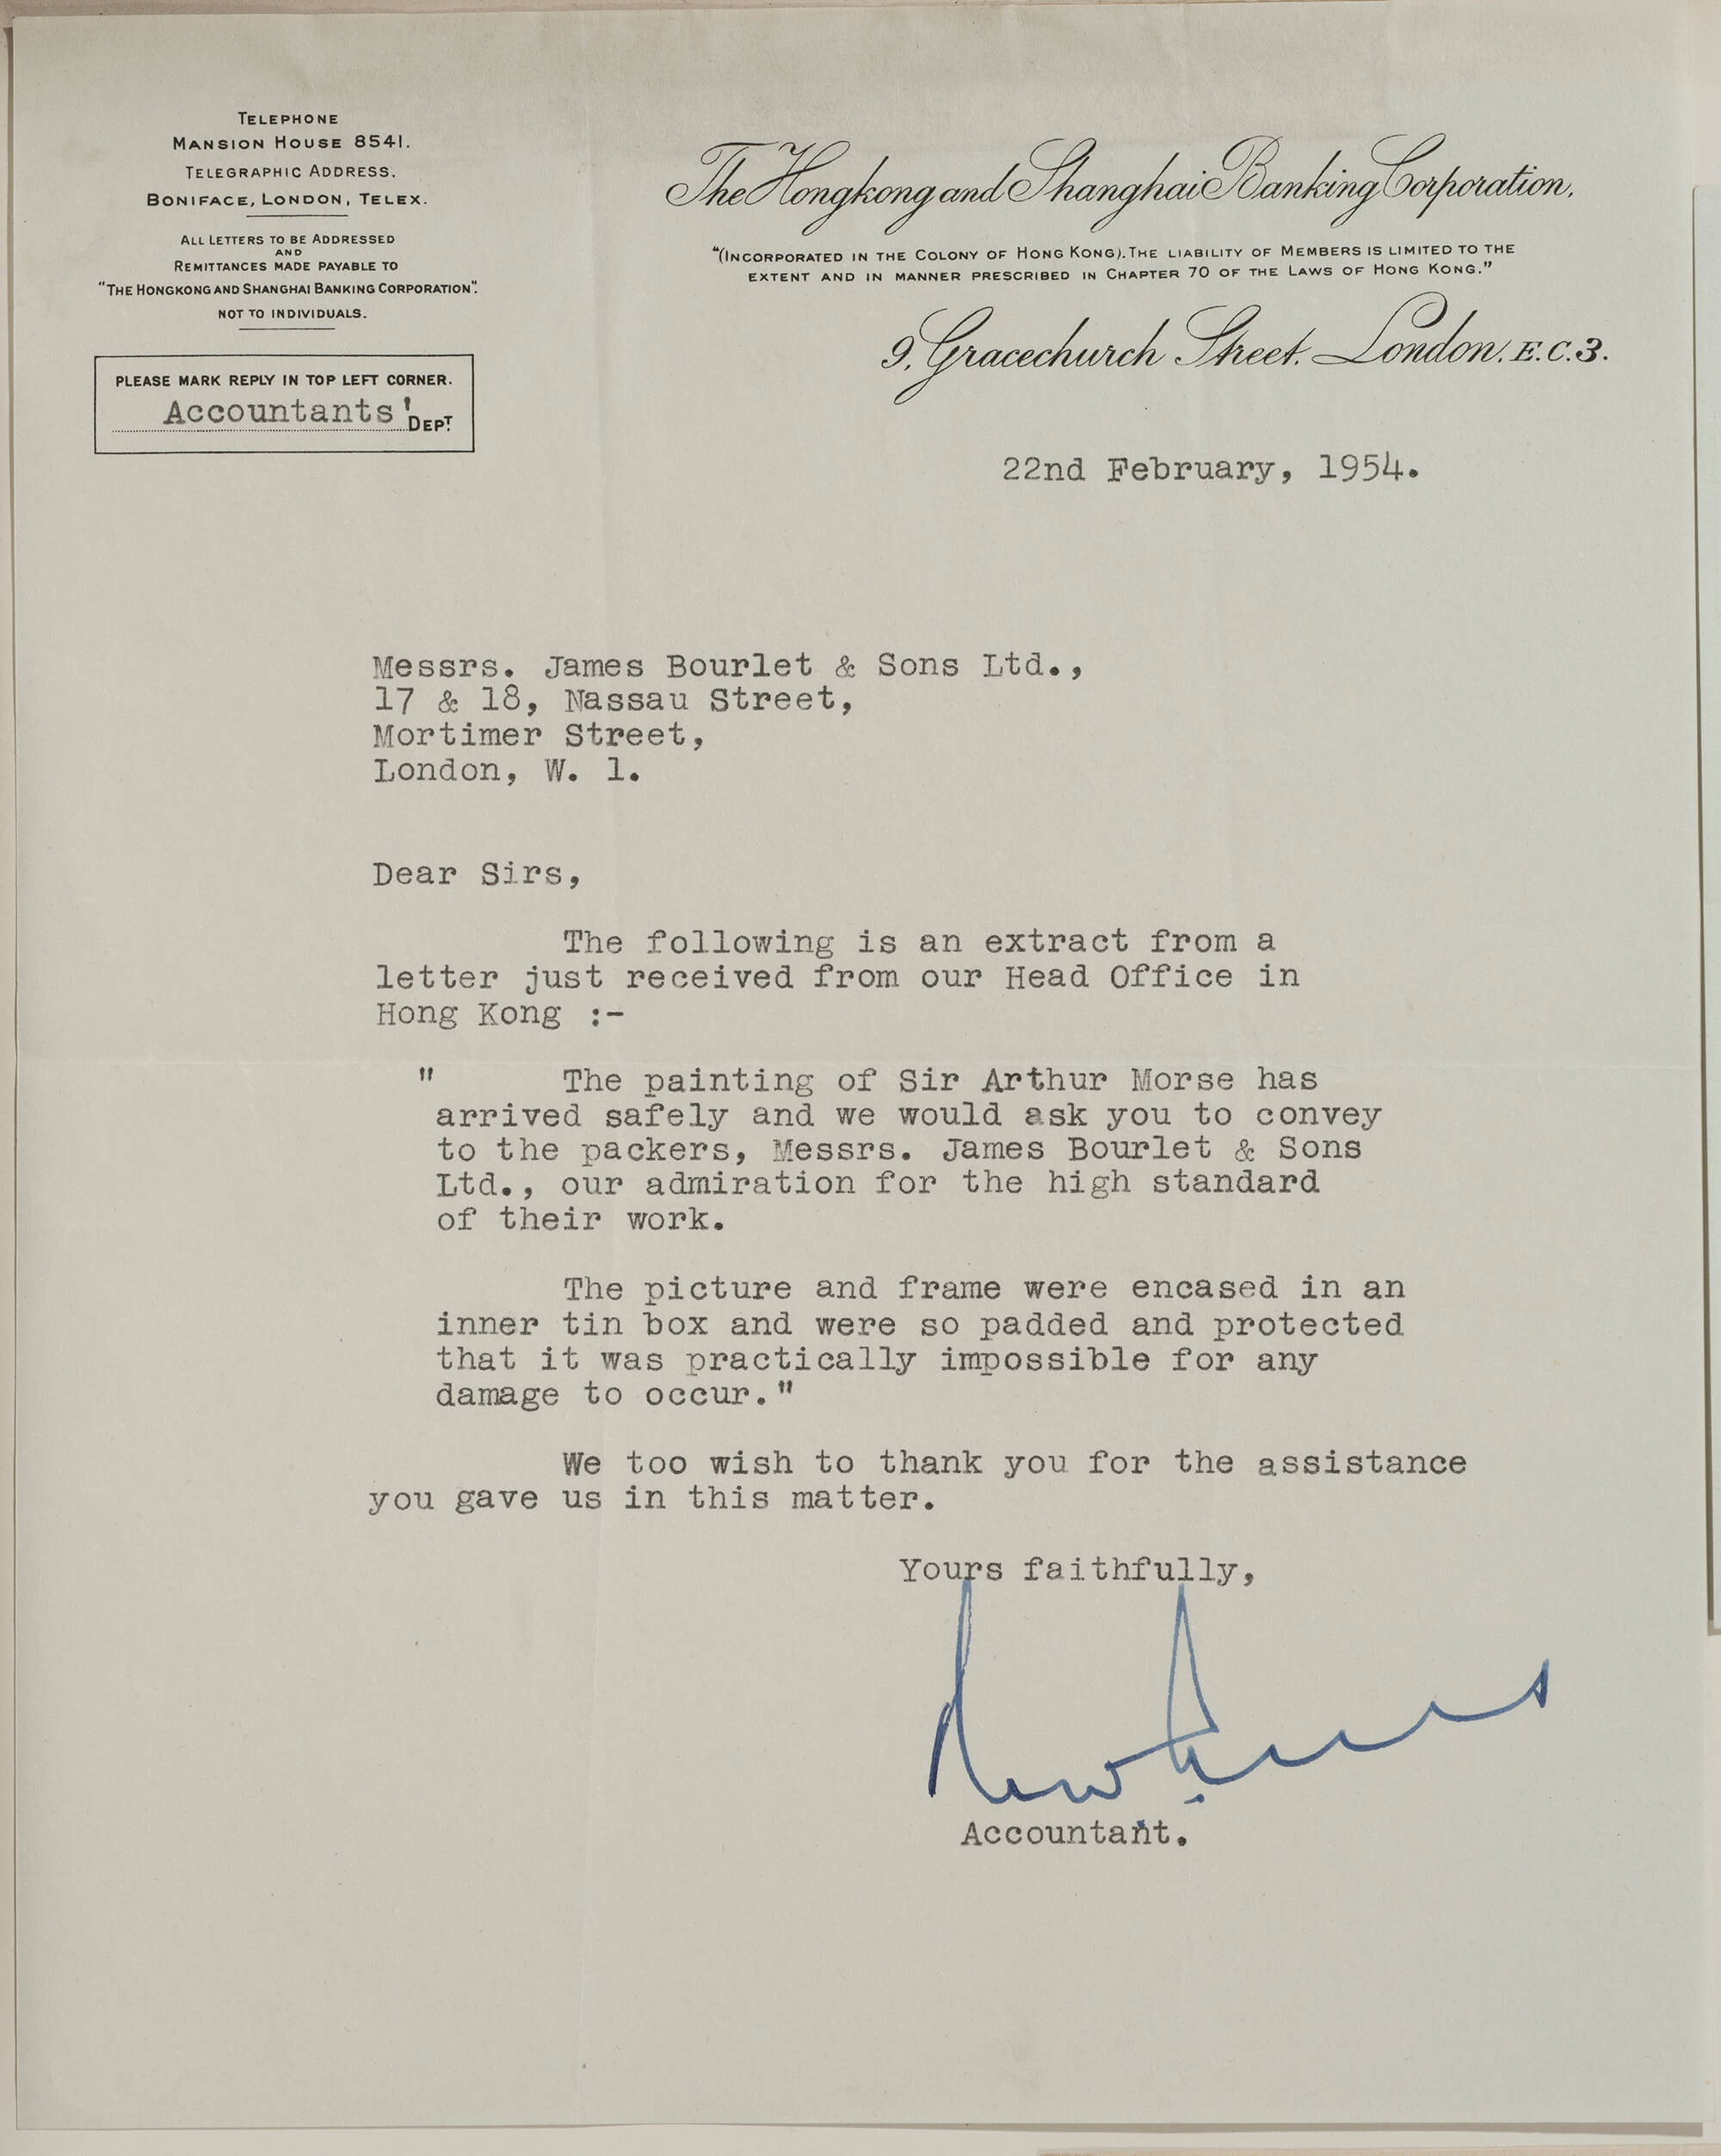 TELEPHONE
MANSION HOUSE 8541.
TELEGRAPHIC ADDRESS.
BONIFACE, LONDON, TELEX.
ALL LETTERS TO BE ADDRESSED
AND
REMITTANCES MADE PAYABLE TO
"THE HONGKONG AND SHANGHAI BANKING CORPORATION".
NOT TO INDIVIDUALS.
PLEASE MARK REPLY IN TOP LEFT CORNER.
Accountants' DEPT.
The Hongkong and Shanghai Banking Corporation.
"(INCORPORATED IN THE COLONY OF HONG KONG). THE LIABILITY OF MEMBERS IS LIMITED TO THE
EXTENT AND IN MANNER PRESCRIBED IN CHAPTER 70 OF THE LAWS OF HONG KONG."
9, Gracechurch Street, London, E.C.3.
22nd February, 1954.
Messrs. James Bourlet & Sons Ltd.,
17 & 18, Nassau Street,
Mortimer Street,
London, W. 1.
Dear Sirs,
The following is an extract from a
letter just received from our Head Office in
Hong Kong :-
" The painting of Sir Arthur Morse has
arrived safely and we would ask you to convey
to the packers, Messrs. James Bourlet & Sons
Ltd., our admiration for the high standard
of their work.
The picture and frame were encased in an
inner tin box and were so padded and protected
that it was practically impossible for any
damage to occur."
We too wish to thank you for the assistance
you gave us in this matter.
Yours faithfully,
Accountant.